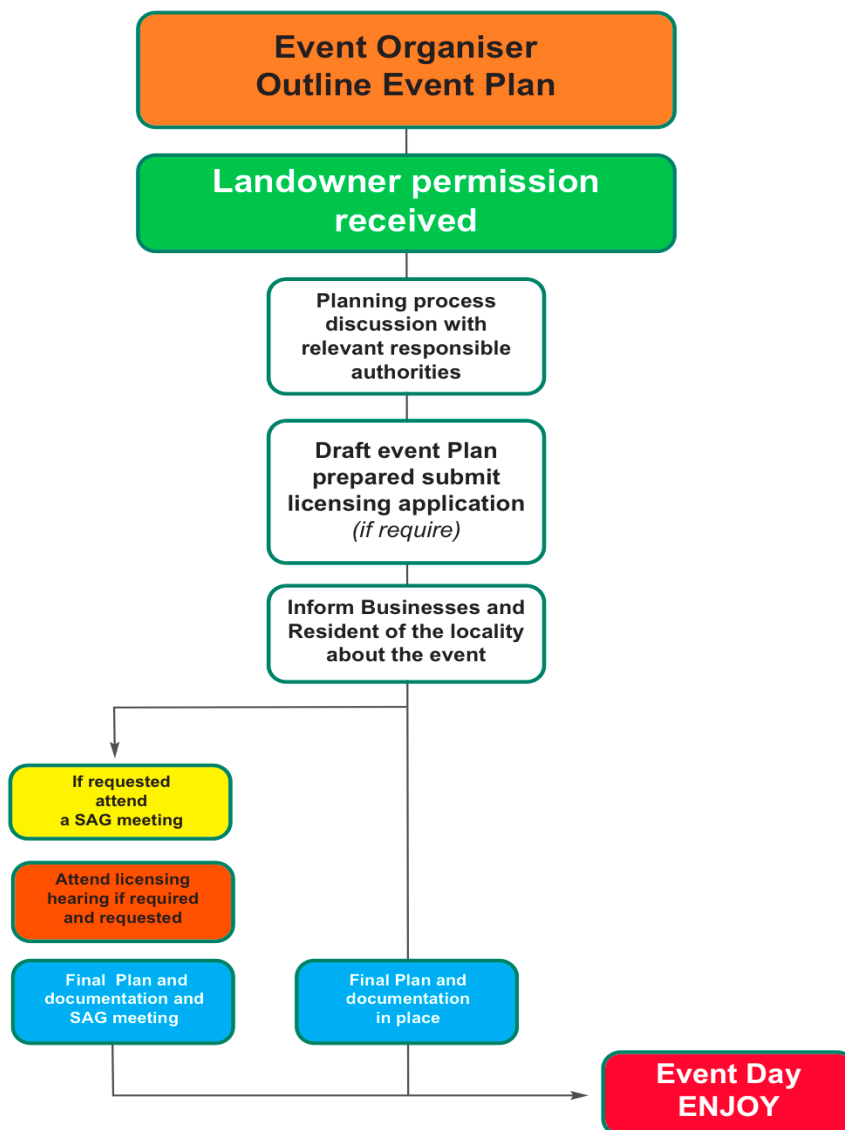 Event Organiser
Outline Event Plan
Landowner permission
received
Planning process
discussion with
relevant responsible
authorities
Draft event Plan
prepared submit
licensing application
(if require)
Inform Businesses and
Resident of the locality
about the event
If requested
attend
a SAG meeting
Attend licensing
hearing if required
and requested
Final Plan and
documentation and
SAG meeting
Final Plan and
documentation
in place
Event Day
ENJOY